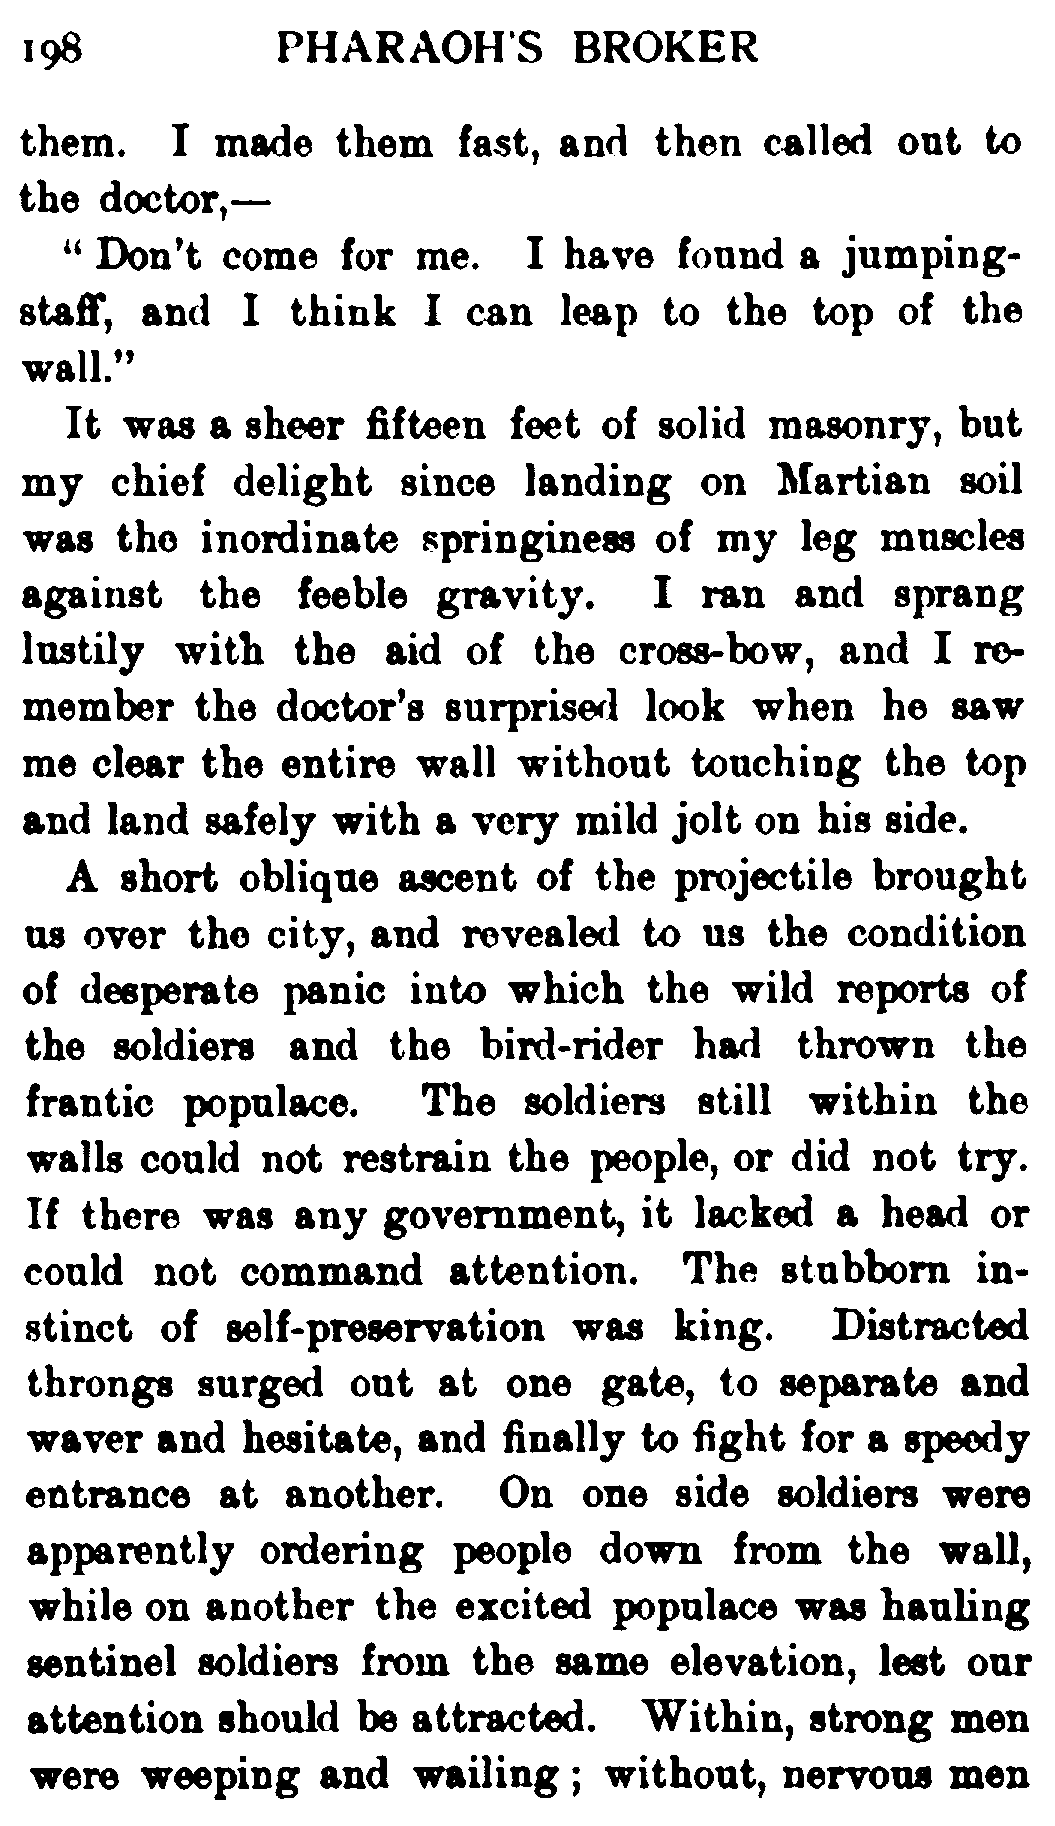 198 PHARAOH'S BROKER
them. I made them fast, and then called out to
the doctor,—
“Don't come for me. I have found a jumping-
staff, and I think I can leap to the top of the
wall.”
It was a sheer fifteen feet of solid masonry, but
my chief delight since landing on Martian soil
was the inordinate springiness of my leg muscles
against the feeble gravity. I ran and sprang
lustily with the aid of the cross-bow, and I re-
member the doctor's surprised look when he saw
me clear the entire wall without touching the top
and land safely with a very mild jolt on his side.
A short oblique ascent of the projectile brought
us over the city, and revealed to us the condition
of desperate panic into which the wild reports of
the soldiers and the bird-rider had thrown the
frantic populace. The soldiers still within the
walls could not restrain the people, or did not try.
If there was any government, it lacked a head or
could not command attention. The stubborn in-
stinct of self-preservation was king. Distracted
throngs surged out at one gate, to separate and
waver and hesitate, and finally to fight for a speedy
entrance at another. On one side soldiers were
apparently ordering people down from the wall,
while on another the excited populace was hauling
sentinel soldiers from the same elevation, lest our
attention should be attracted. Within, strong men
were weeping and wailing; without, nervous men